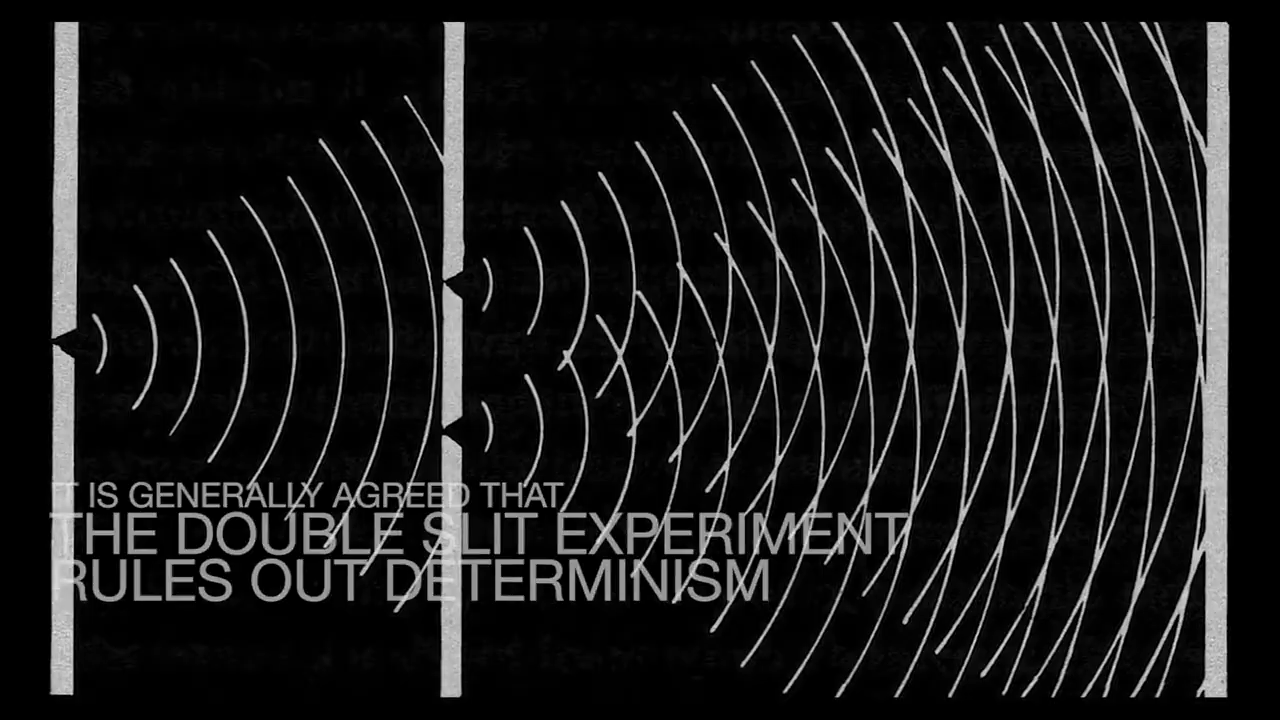 IT IS GENERALLY AGREED THAT
THE DOUBLE SLIT EXPERIMENT
RULES OUT DETERMINISM